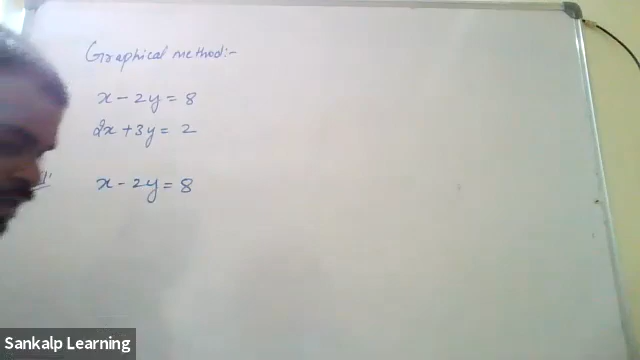 Graphical method:-
x - 2y = 8
2x + 3y = 2
x - 2y = 8
Sankalp Learning